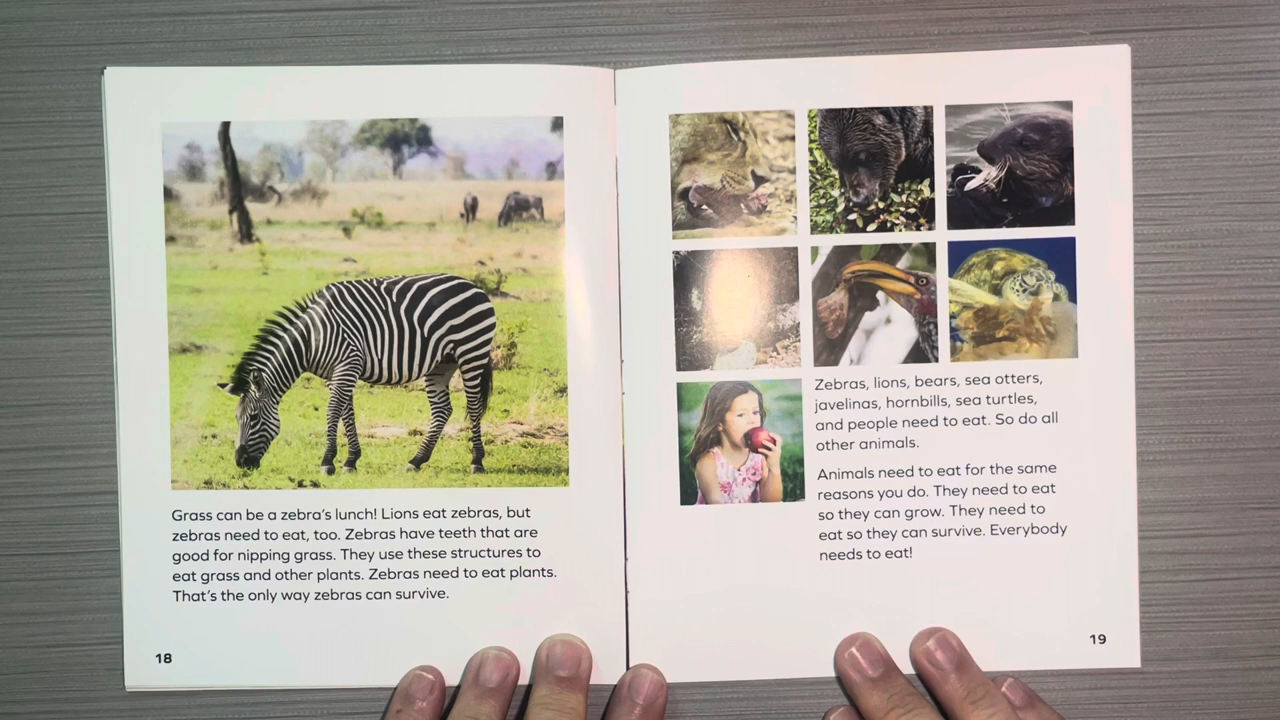 Grass can be a zebra's lunch! Lions eat zebras, but
zebras need to eat, too. Zebras have teeth that are
good for nipping grass. They use these structures to
eat grass and other plants. Zebras need to eat plants.
That's the only way zebras can survive.
18
Zebras, lions, bears, sea otters,
javelinas, hornbills, sea turtles,
and people need to eat. So do all
other animals.
Animals need to eat for the same
reasons you do. They need to eat
so they can grow. They need to
eat so they can survive. Everybody
needs to eat!
19